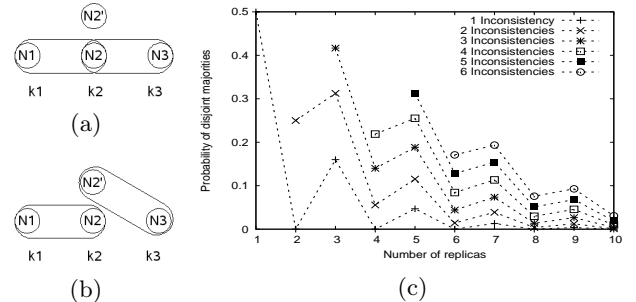 N2'
N1 N2 N3
k1 k2 k3
(a)
N2'
N1 N2 N3
k1 k2 k3
(b)
Probability of disjoint majorities
0.5
0.4
0.3
0.2
0.1
0
1 Inconsistency
2 Inconsistencies
3 Inconsistencies
4 Inconsistencies
5 Inconsistencies
6 Inconsistencies
1 2 3 4 5 6 7 8 9 10
Number of replicas
(c)